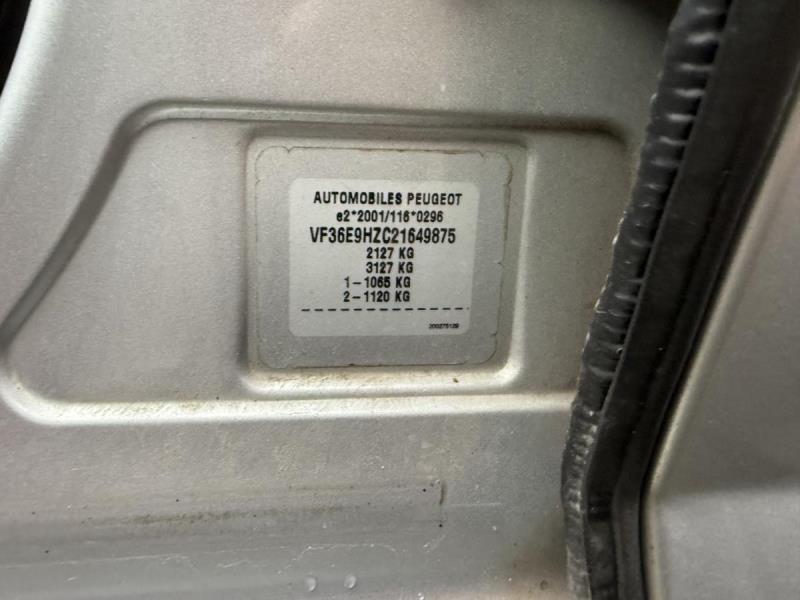 AUTOMOBILES PEUGEOT
e2*2001/116*0296
VF36E9HZC21649875
2127 KG
3127 KG
1-1065 KG
2-1120 KG